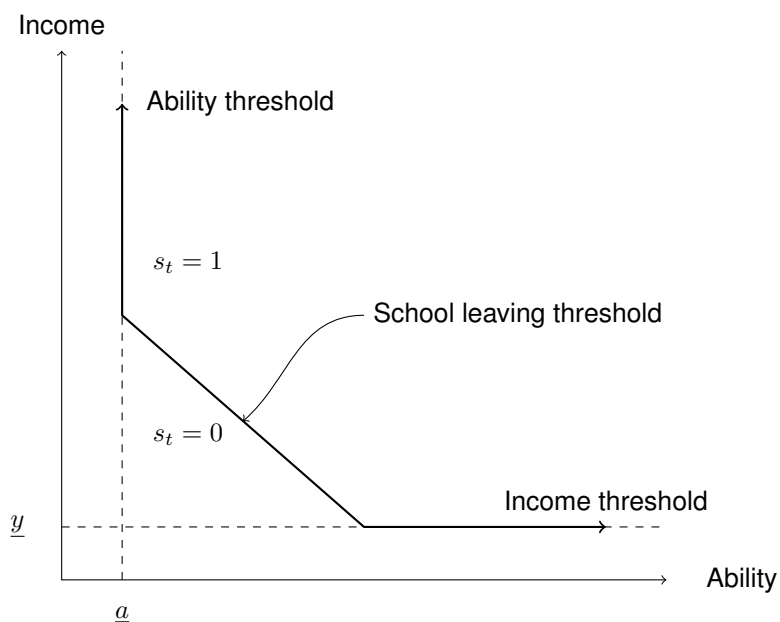 Income
Ability threshold
s_t = 1
School leaving threshold
s_t = 0
Income threshold
y
Ability
a